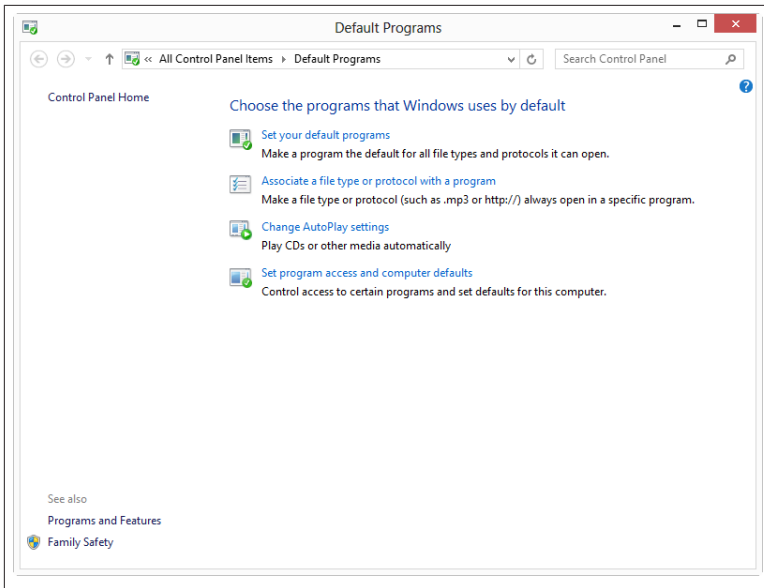 Default Programs
« All Control Panel Items Default Programs
Search Control Panel
Control Panel Home
Choose the programs that Windows uses by default
Set your default programs
Make a program the default for all file types and protocols it can open.
Associate a file type or protocol with a program
Make a file type or protocol (such as .mp3 or http://) always open in a specific program.
Change AutoPlay settings
Play CDs or other media automatically
Set program access and computer defaults
Control access to certain programs and set defaults for this computer.
See also
Programs and Features
Family Safety